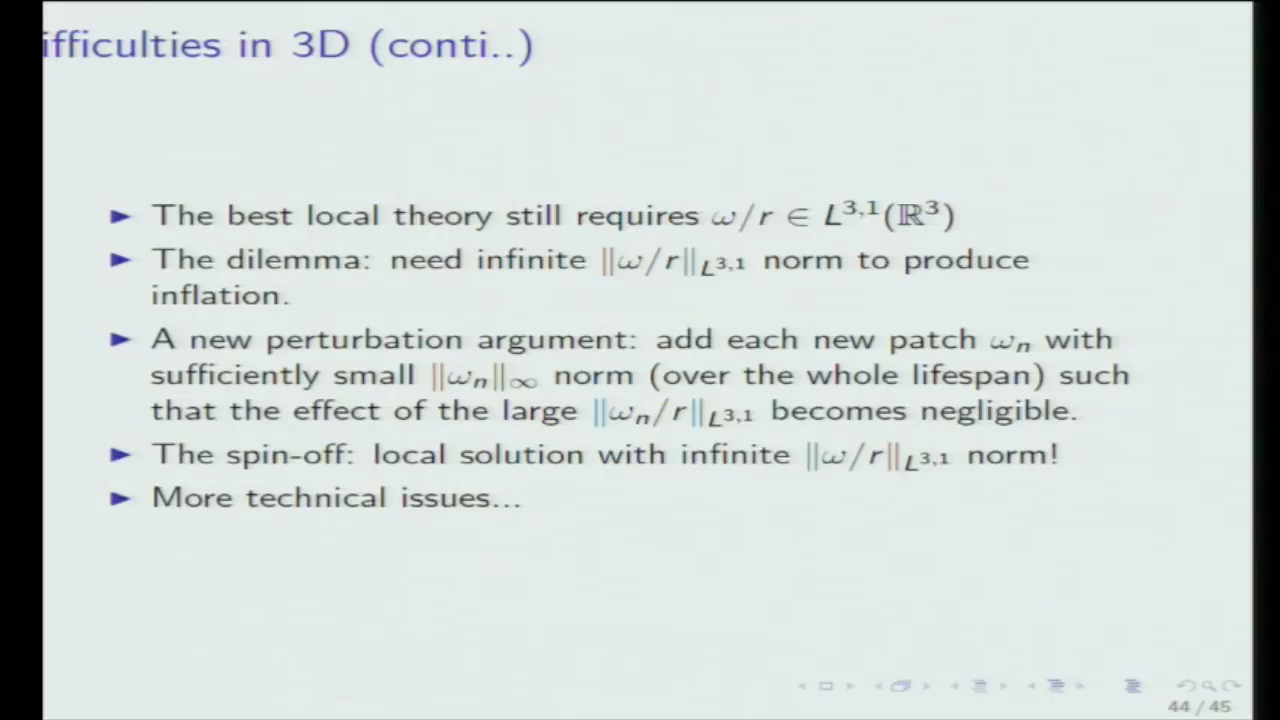 ifficulties in 3D (conti..)
► The best local theory still requires ω/r ∈ L^{3,1}(ℝ^3)
► The dilemma: need infinite ‖ω/r‖_{L^{3,1}} norm to produce
inflation.
► A new perturbation argument: add each new patch ω_n with
sufficiently small ‖ω_n‖_∞ norm (over the whole lifespan) such
that the effect of the large ‖ω_n/r‖_{L^{3,1}} becomes negligible.
► The spin-off: local solution with infinite ‖ω/r‖_{L^{3,1}} norm!
► More technical issues...
44 / 45